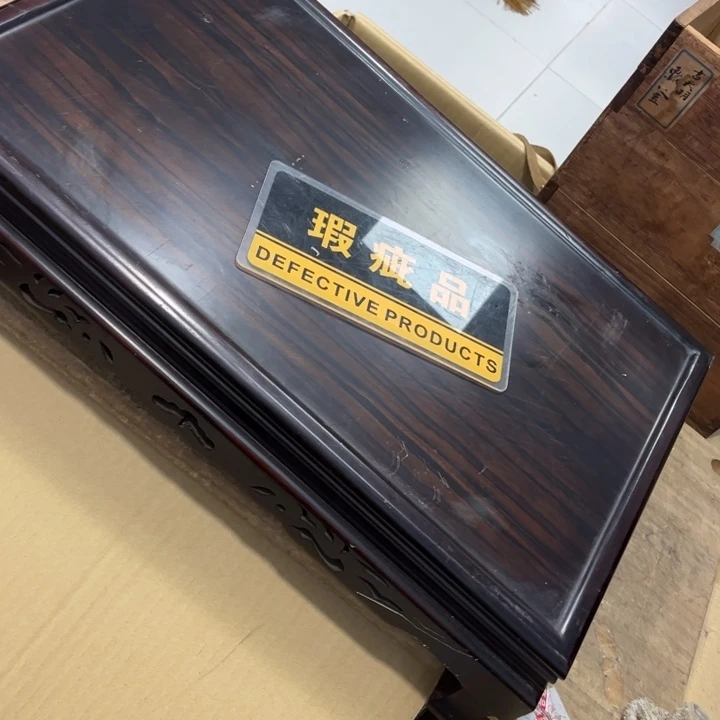 瑕疵品
DEFECTIVE PRODUCTS